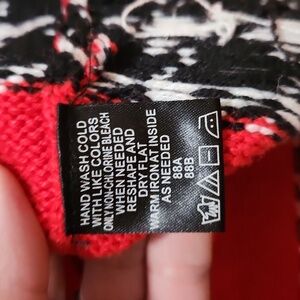 HAND WASH COLD
WITH LIKE COLORS
ONLY NON-CHLORINE BLEACH
WHEN NEEDED
RESHAPE AND
DRY FLAT
WARM IRON ON INSIDE
AS NEEDED
88A
88B